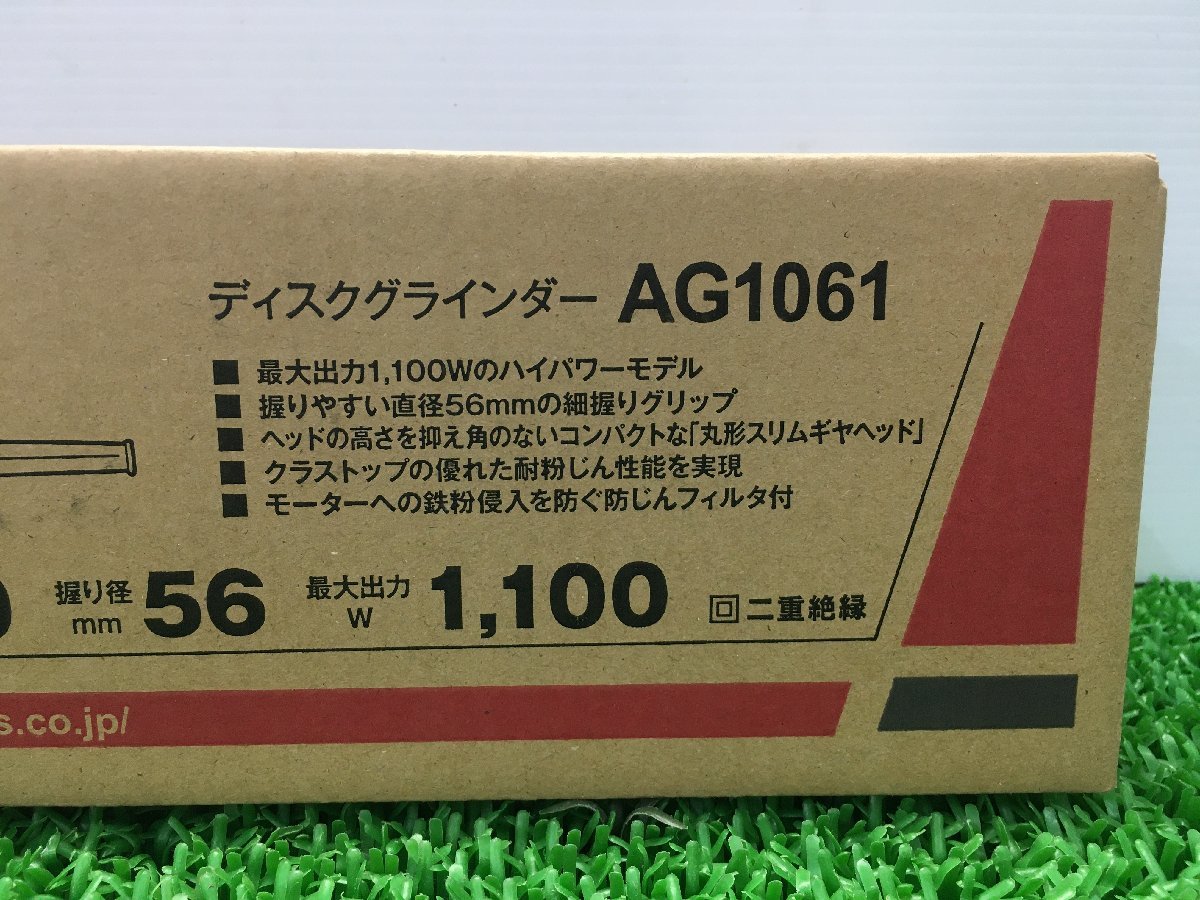 ディスクグラインダー AG1061
■ 最大出力1,100Wのハイパワーモデル
■ 握りやすい直径56mmの細握りグリップ
■ ヘッドの高さを抑え角のないコンパクトな「丸形スリムギヤヘッド」
■ クラストップの優れた耐粉じん性能を実現
■ モーターへの鉄粉侵入を防ぐ防じんフィルタ付
握り径 mm 56 最大出力 W 1,100 回 二重絶縁
s.co.jp/